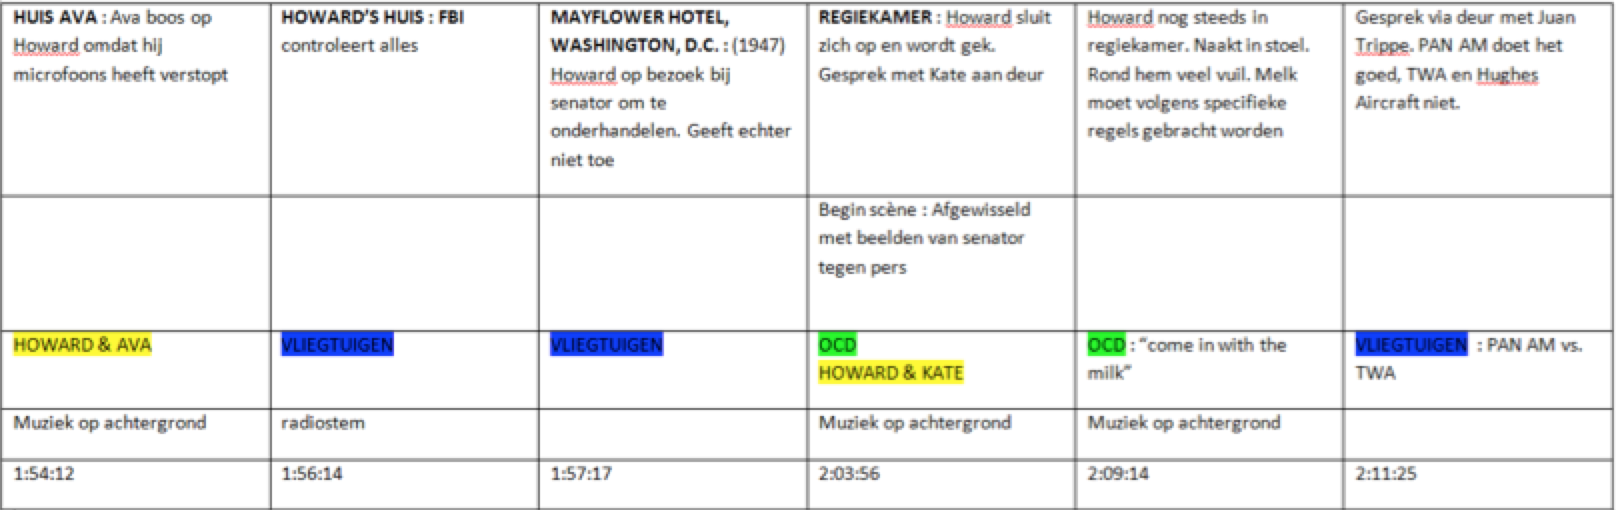 HUIS AVA : Ava boos op
Howard omdat hij
microfoons heeft verstopt
HOWARD'S HUIS : FBI
controleert alles
MAYFLOWER HOTEL,
WASHINGTON, D.C. : (1947)
Howard op bezoek bij
senator om te
onderhandelen. Geeft echter
niet toe
REGIEKAMER : Howard sluit
zich op en wordt gek.
Gesprek met Kate aan deur
Howard nog steeds in
regiekamer. Naakt in stoel.
Rond hem veel vuil. Melk
moet volgens specifieke
regels gebracht worden
Gesprek via deur met Juan
Trippe. PAN AM doet het
goed, TWA en Hughes
Aircraft niet.
Begin scène : Afgewisseld
met beelden van senator
tegen pers
HOWARD & AVA
VLIEGTUIGEN
VLIEGTUIGEN
OCD
HOWARD & KATE
OCD : “come in with the
milk”
VLIEGTUIGEN : PAN AM vs.
TWA
Muziek op achtergrond
radiostem
Muziek op achtergrond
Muziek op achtergrond
1:54:12
1:56:14
1:57:17
2:03:56
2:09:14
2:11:25